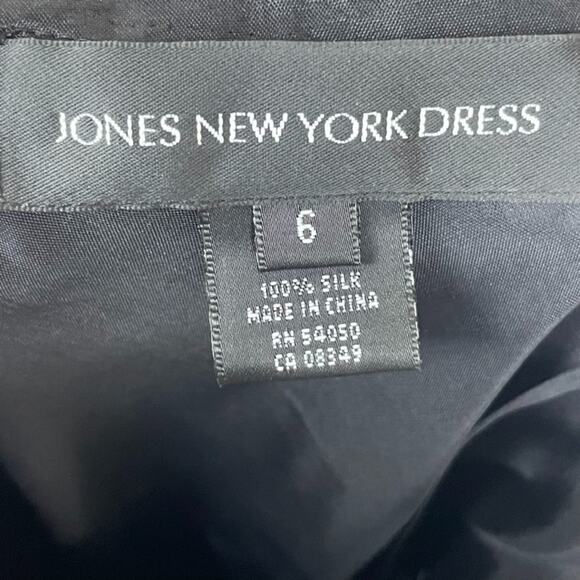 JONES NEW YORK DRESS
6
100% SILK
MADE IN CHINA
RN 54050
CA 08349